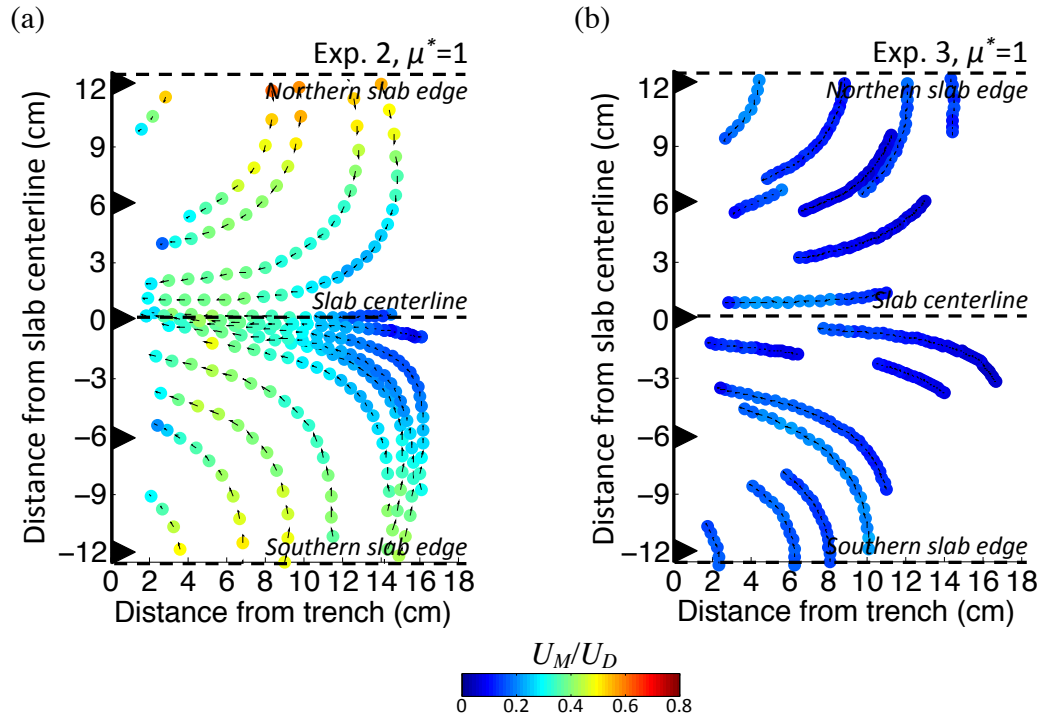 (a)
Exp. 2, μ*=1
Northern slab edge
Slab centerline
Southern slab edge
Distance from slab centerline (cm)
12
9
6
3
0
−3
−6
−9
−12
0 2 4 6 8 10 12 14 16 18
Distance from trench (cm)
(b)
Exp. 3, μ*=1
Northern slab edge
Slab centerline
Southern slab edge
Distance from slab centerline (cm)
12
9
6
3
0
−3
−6
−9
−12
0 2 4 6 8 10 12 14 16 18
Distance from trench (cm)
U_M/U_D
0 0.2 0.4 0.6 0.8